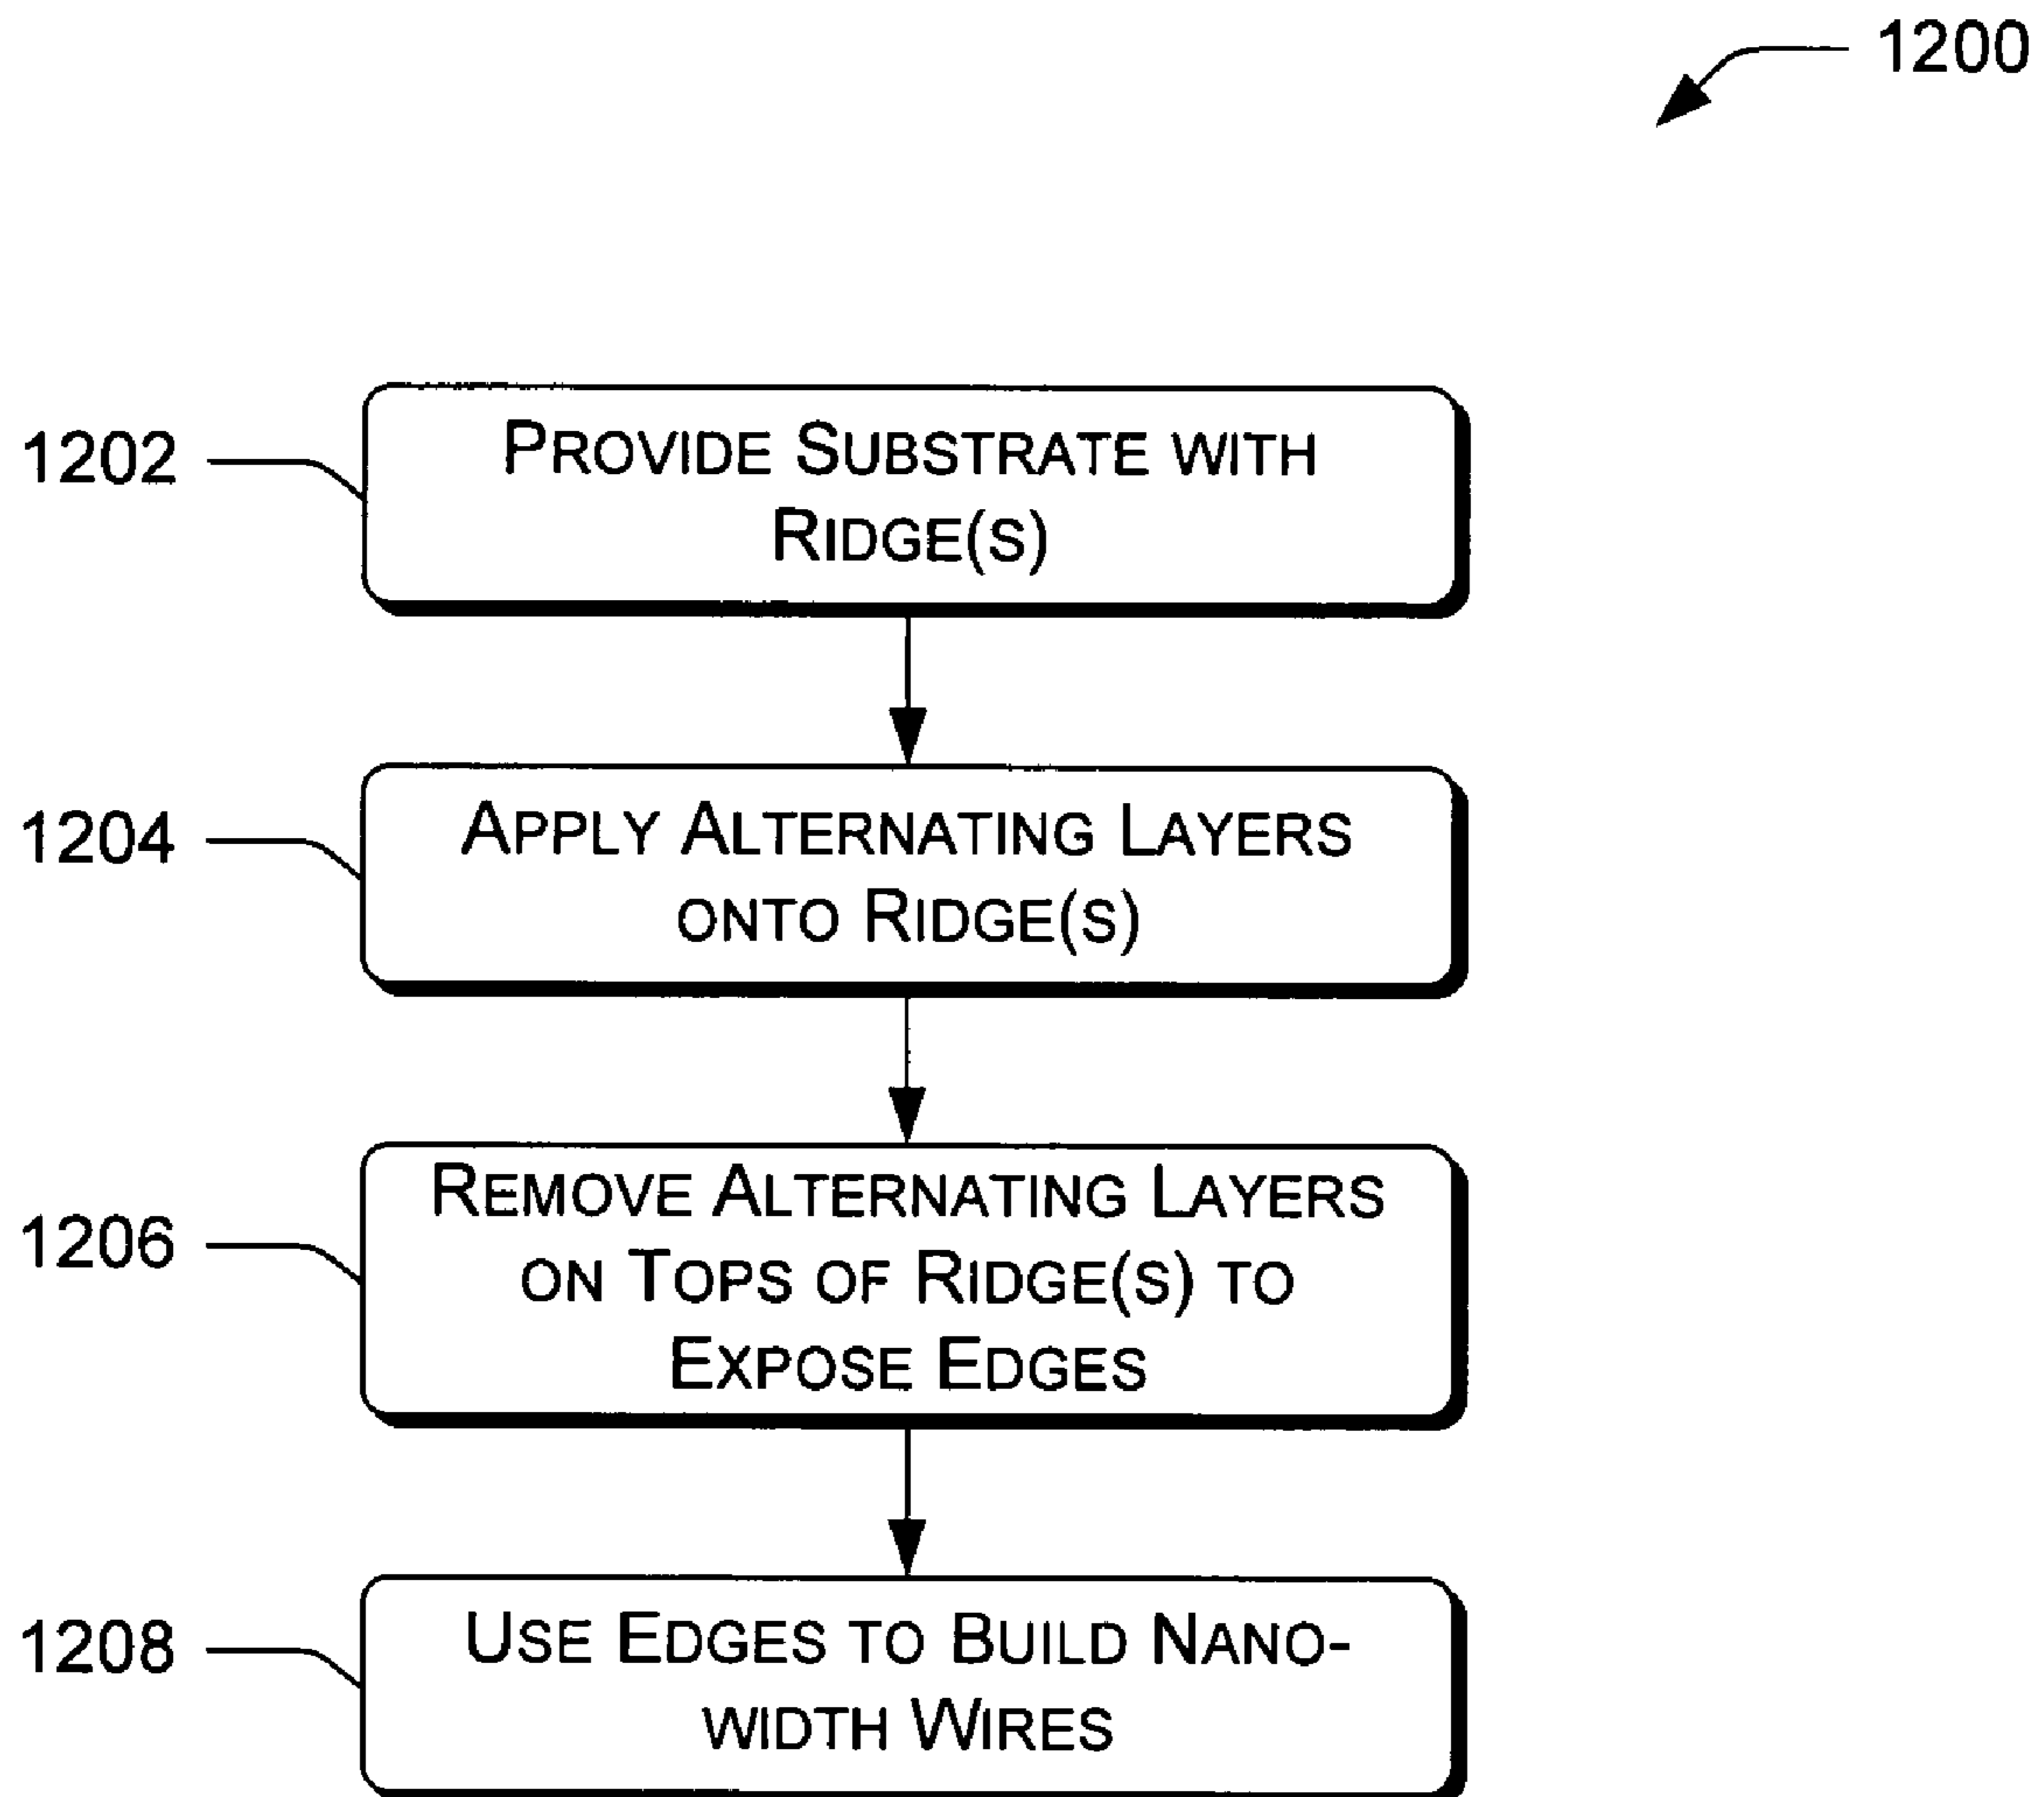 1200
1202
PROVIDE SUBSTRATE WITH
RIDGE(S)
1204
APPLY ALTERNATING LAYERS
ONTO RIDGE(S)
1206
REMOVE ALTERNATING LAYERS
ON TOPS OF RIDGE(S) TO
EXPOSE EDGES
1208
USE EDGES TO BUILD NANO-
WIDTH WIRES